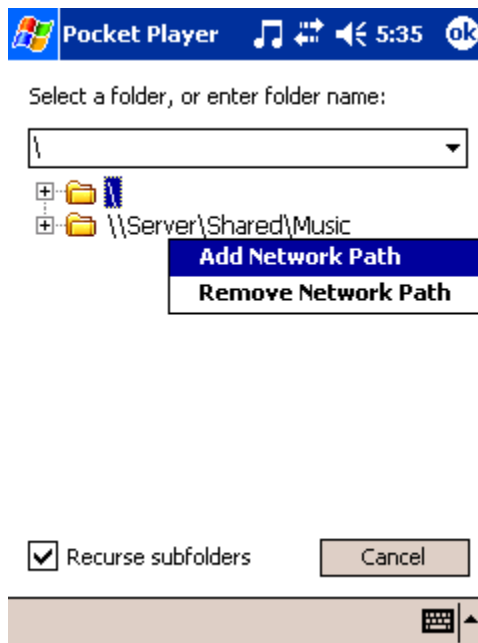 Pocket Player 5:35 ok
Select a folder, or enter folder name:
\
\
\\Server\Shared\Music
Add Network Path
Remove Network Path
Recurse subfolders Cancel